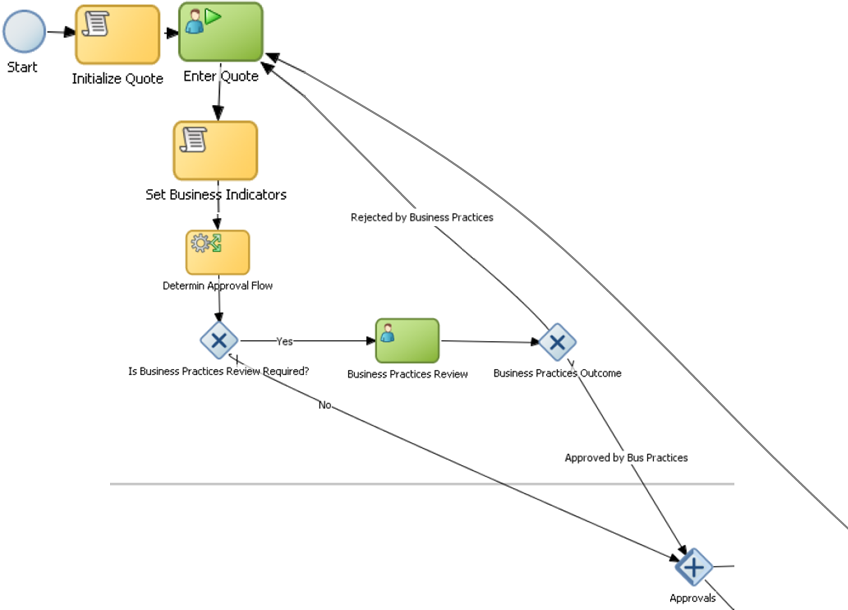 Start
Initialize Quote
Enter Quote
Set Business Indicators
Rejected by Business Practices
Determin Approval Flow
Yes
Is Business Practices Review Required?
Business Practices Review
Business Practices Outcome
No
Approved by Bus Practices
Approvals